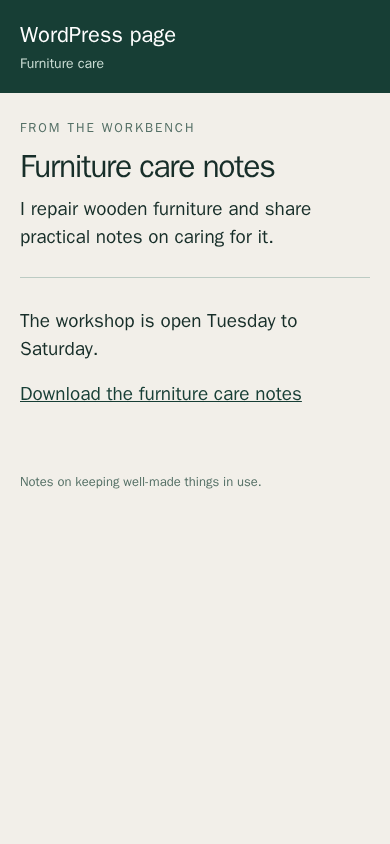 WordPress page
Furniture care
FROM THE WORKBENCH
Furniture care notes
I repair wooden furniture and share
practical notes on caring for it.
The workshop is open Tuesday to
Saturday.
Download the furniture care notes
Notes on keeping well-made things in use.